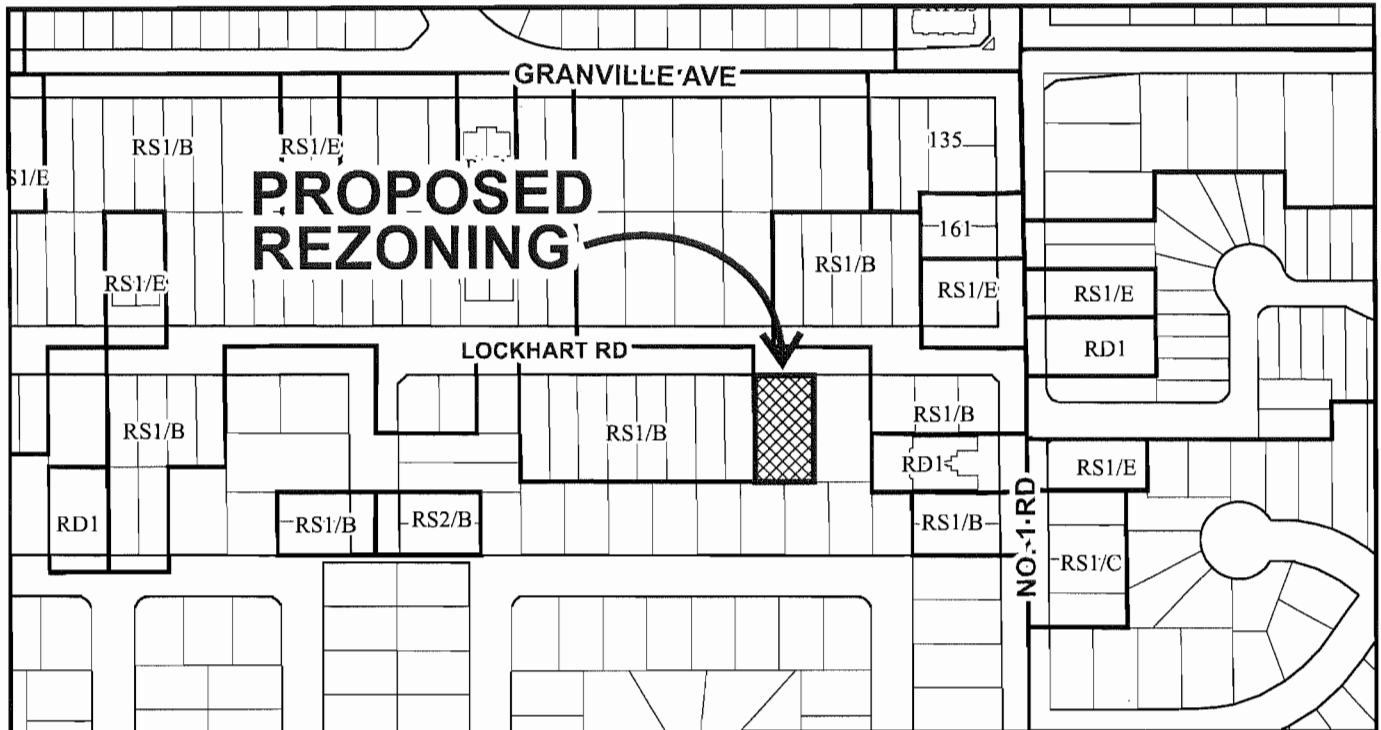 GRANVILLE AVE
RS1/B
RS1/E
135
S1/E
PROPOSED
REZONING
161
RS1/B
RS1/E
RS1/E
RS1/E
LOCKHART RD
RD1
RS1/B
RS1/B
RS1/B
RD1
RS1/E
RD1
RS1/B
RS2/B
RS1/B
NO. 1 RD
RS1/C